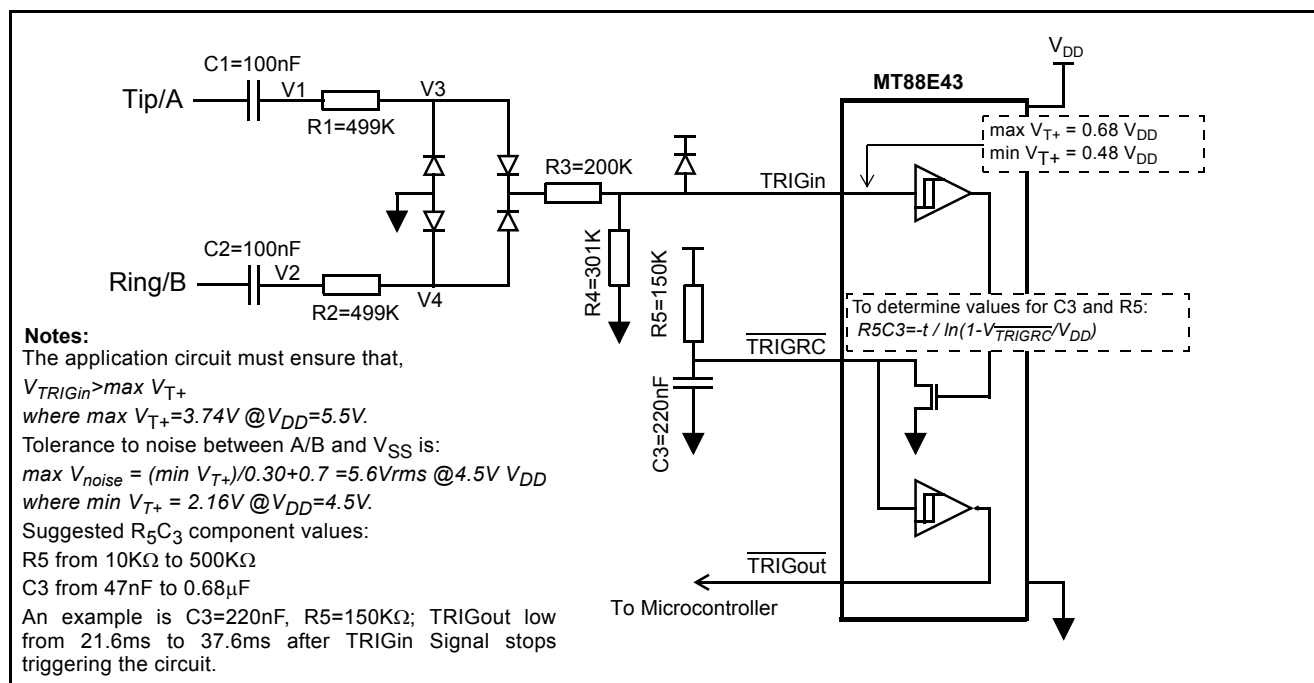 C1=100nF
Tip/A
V1
R1=499K
V3
R3=200K
C2=100nF
Ring/B
V2
R2=499K
V4
R4=301K
R5=150K
C3=220nF
VDD
MT88E43
max VT+ = 0.68 VDD
min VT+ = 0.48 VDD
TRIGin
To determine values for C3 and R5:
R5C3=-t / ln(1-VTRIGRC/VDD)
TRIGRC
TRIGout
To Microcontroller
Notes:
The application circuit must ensure that,
VTRIGin>max VT+
where max VT+=3.74V @VDD=5.5V.
Tolerance to noise between A/B and VSS is:
max Vnoise = (min VT+)/0.30+0.7 =5.6Vrms @4.5V VDD
where min VT+ = 2.16V @VDD=4.5V.
Suggested R5C3 component values:
R5 from 10KΩ to 500KΩ
C3 from 47nF to 0.68µF
An example is C3=220nF, R5=150KΩ; TRIGout low
from 21.6ms to 37.6ms after TRIGin Signal stops
triggering the circuit.